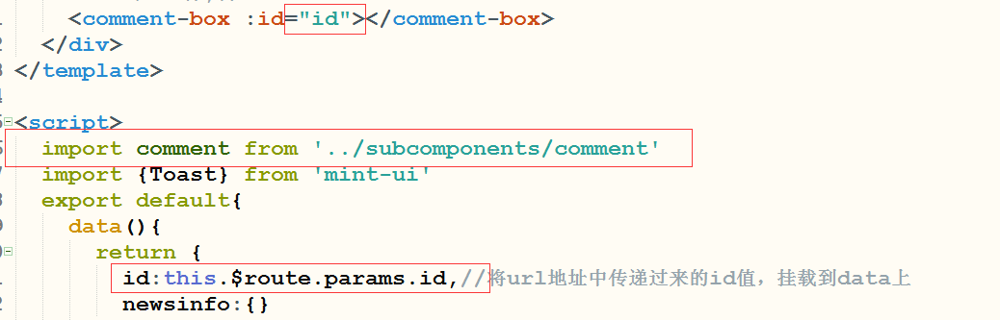 <comment-box :id="id"></comment-box>
</div>
</template>
<script>
import comment from '../subcomponents/comment'
import {Toast} from 'mint-ui'
export default{
data(){
return {
id:this.$route.params.id,//将url地址中传递过来的id值，挂载到data上
newsinfo:{}